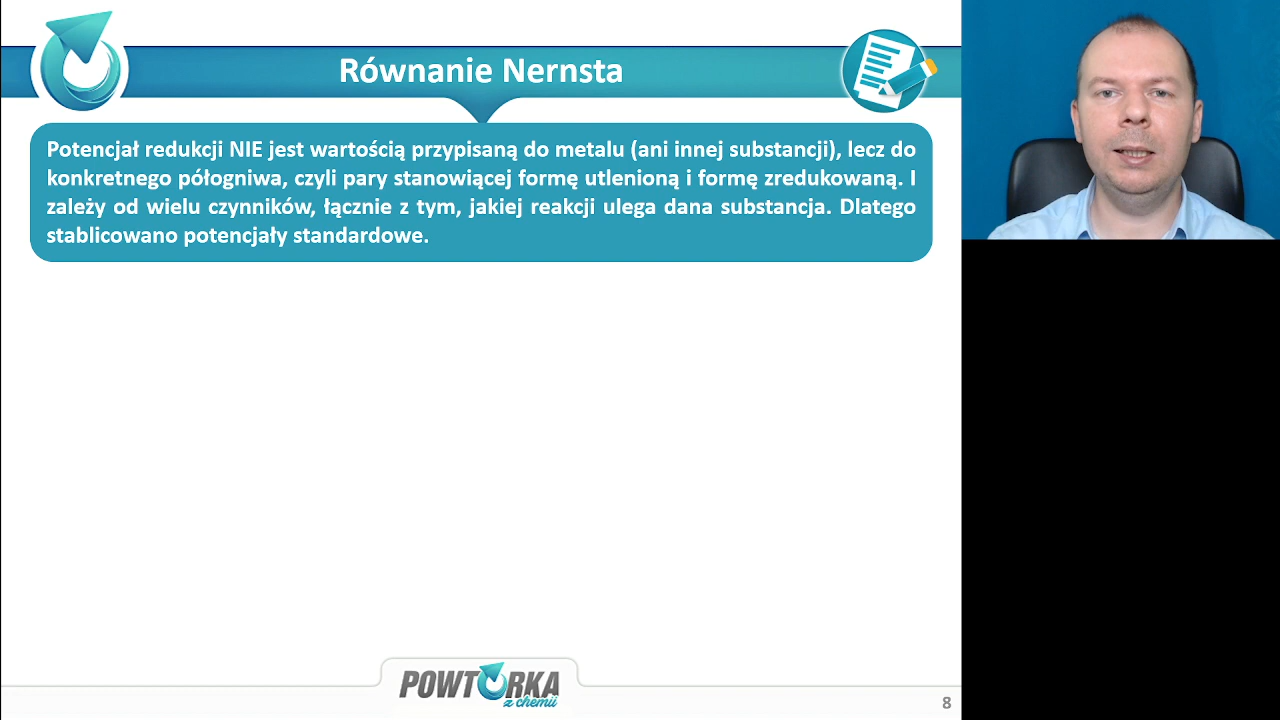 Równanie Nernsta
Potencjał redukcji NIE jest wartością przypisaną do metalu (ani innej substancji), lecz do
konkretnego półogniwa, czyli pary stanowiącej formę utlenioną i formę zredukowaną. I
zależy od wielu czynników, łącznie z tym, jakiej reakcji ulega dana substancja. Dlatego
stablicowano potencjały standardowe.
POWTÓRKA
z chemii
8